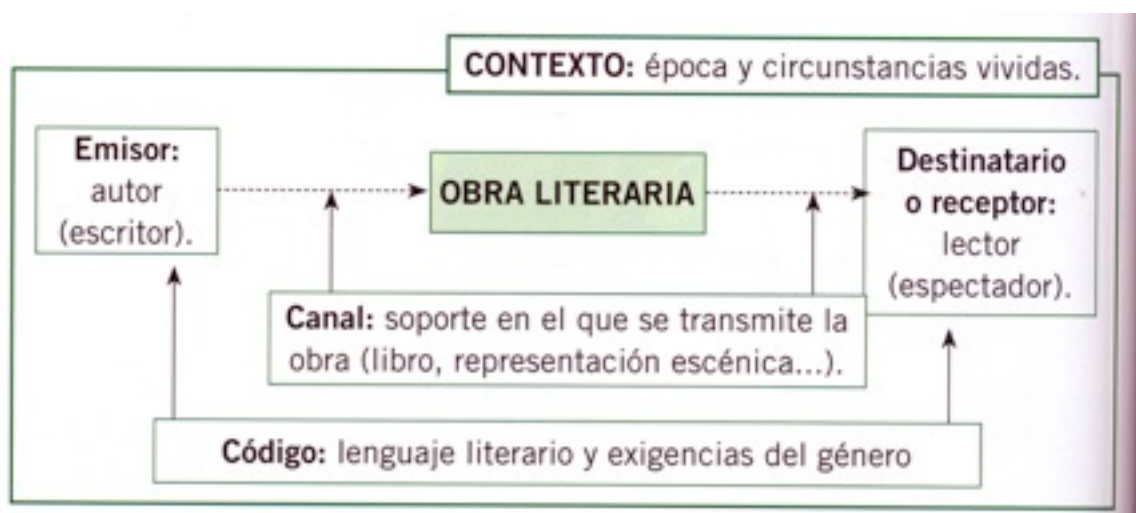 CONTEXTO: época y circunstancias vividas.
Emisor:
autor
(escritor).
OBRA LITERARIA
Destinatario
o receptor:
lector
(espectador).
Canal: soporte en el que se transmite la
obra (libro, representación escénica...).
Código: lenguaje literario y exigencias del género